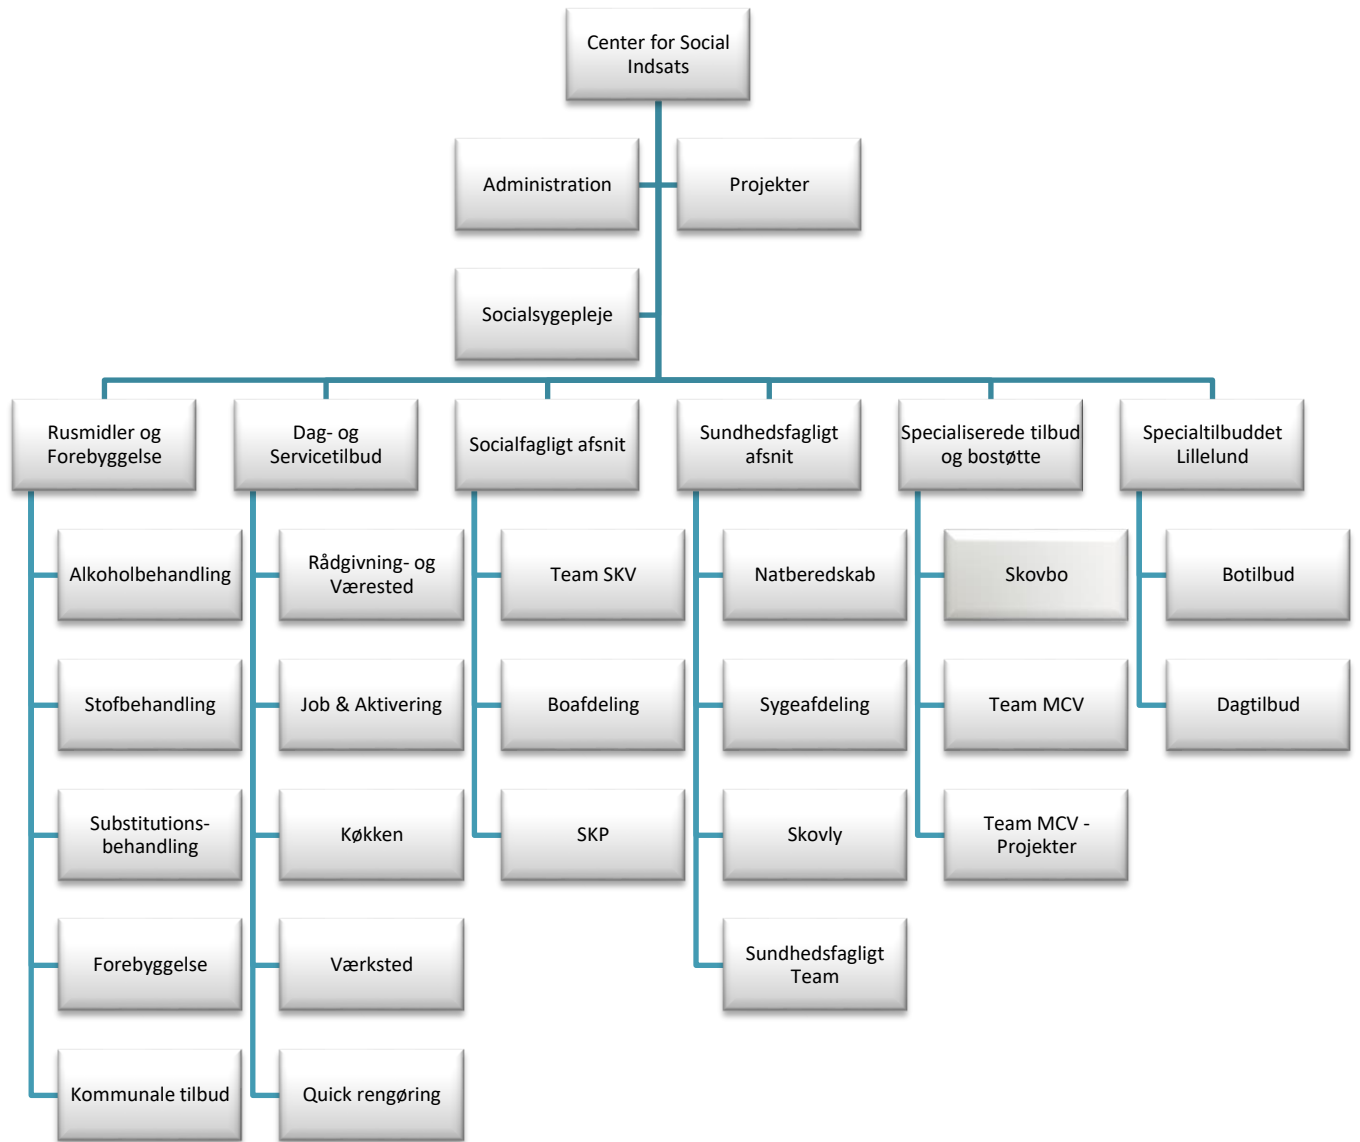 Center for Social
Indsats
Administration
Projekter
Socialsygepleje
Rusmidler og
Forebyggelse
Dag- og
Servicetilbud
Socialfagligt afsnit
Sundhedsfagligt
afsnit
Specialiserede tilbud
og bostøtte
Specialtilbuddet
Lillelund
Alkoholbehandling
Rådgivning- og
Værested
Team SKV
Natberedskab
Skovbo
Botilbud
Stofbehandling
Job & Aktivering
Boafdeling
Sygeafdeling
Team MCV
Dagtilbud
Substitutions-
behandling
Køkken
SKP
Skovly
Team MCV -
Projekter
Forebyggelse
Værksted
Sundhedsfagligt
Team
Kommunale tilbud
Quick rengøring